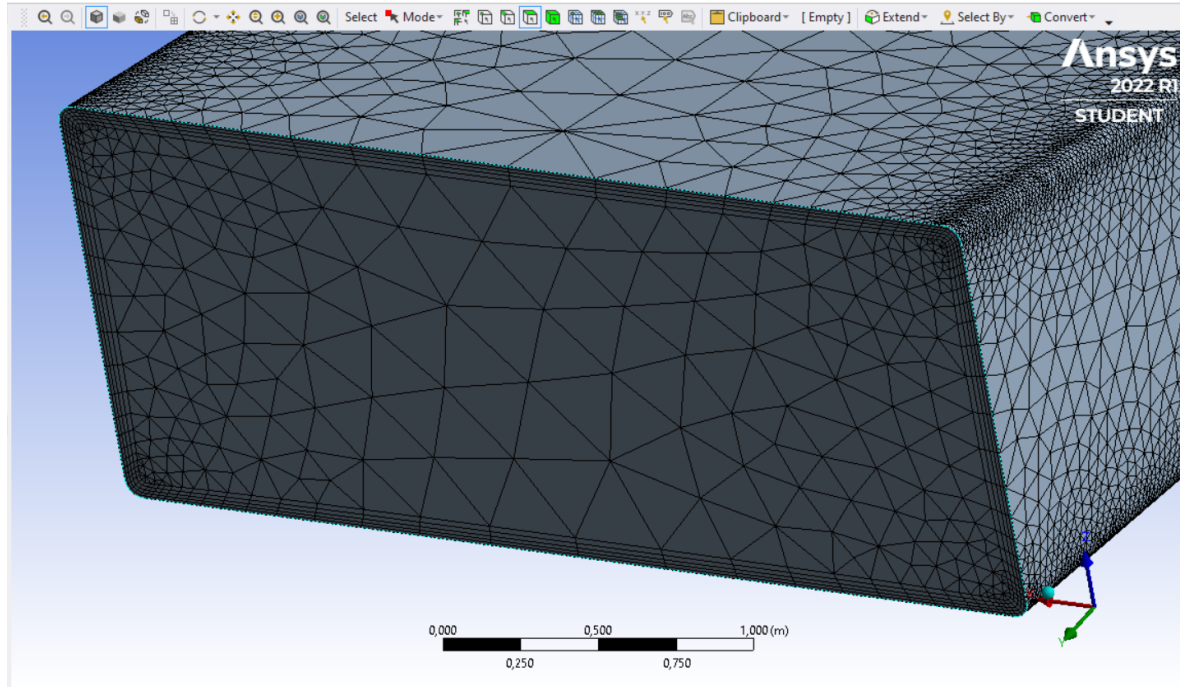 Select Mode Clipboard [ Empty ] Extend Select By Convert
Ansys
2022 R1
STUDENT
0,000 0,500 1,000 (m)
0,250 0,750
Z
Y